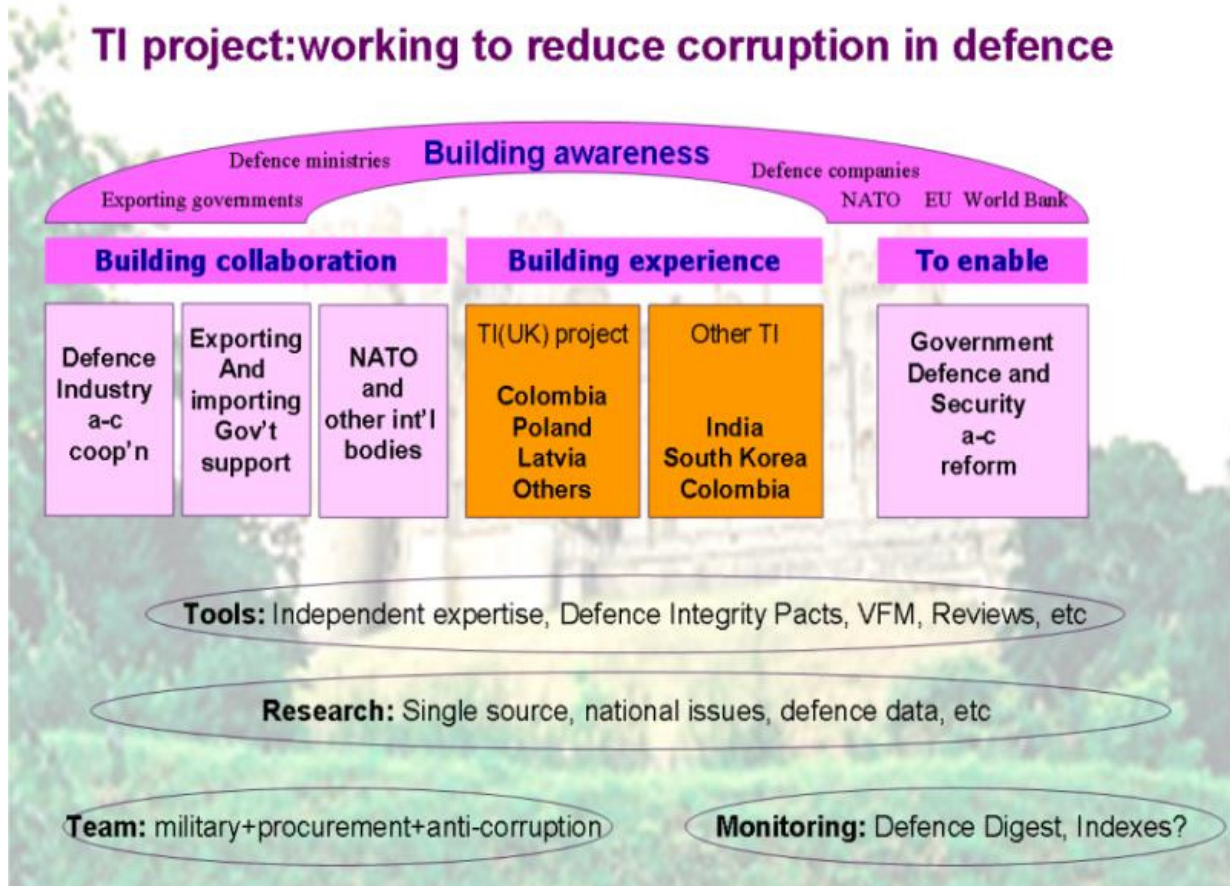 TI project:working to reduce corruption in defence
Building awareness
Defence ministries
Exporting governments
Defence companies
NATO EU World Bank
Building collaboration
Defence
Industry
a-c
coop'n
Exporting
And
importing
Gov't
support
NATO
and
other int'l
bodies
Building experience
TI(UK) project
Colombia
Poland
Latvia
Others
Other TI
India
South Korea
Colombia
To enable
Government
Defence and
Security
a-c
reform
Tools: Independent expertise, Defence Integrity Pacts, VFM, Reviews, etc
Research: Single source, national issues, defence data, etc
Team: military+procurement+anti-corruption
Monitoring: Defence Digest, Indexes?